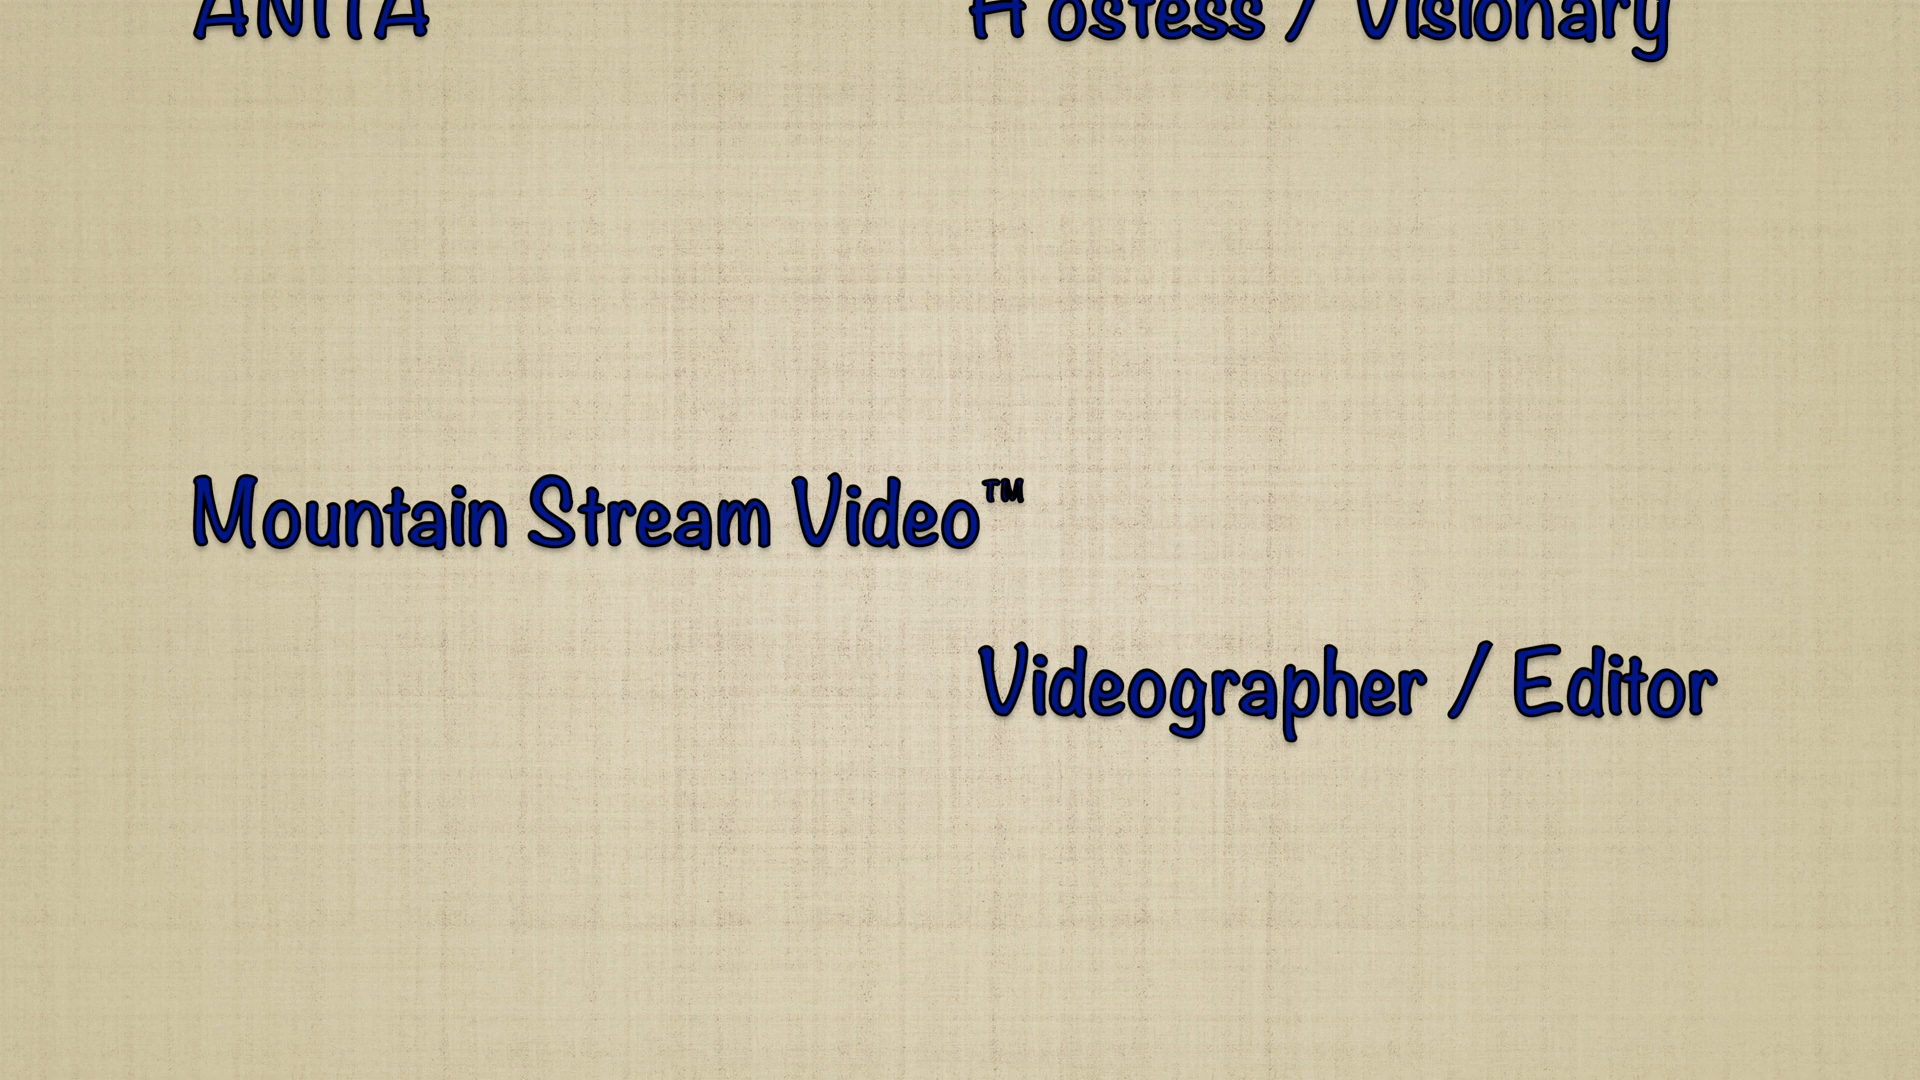 ANITA Hostess / Visionary
Mountain Stream Video™
Videographer / Editor